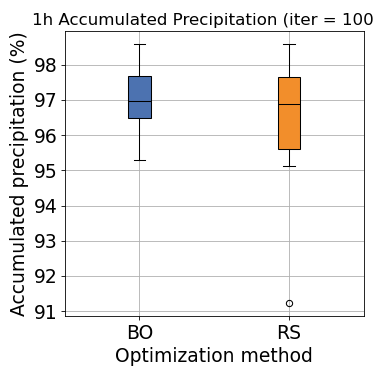 1h Accumulated Precipitation (iter = 100
Accumulated precipitation (%)
98
97
96
95
94
93
92
91
BO RS
Optimization method